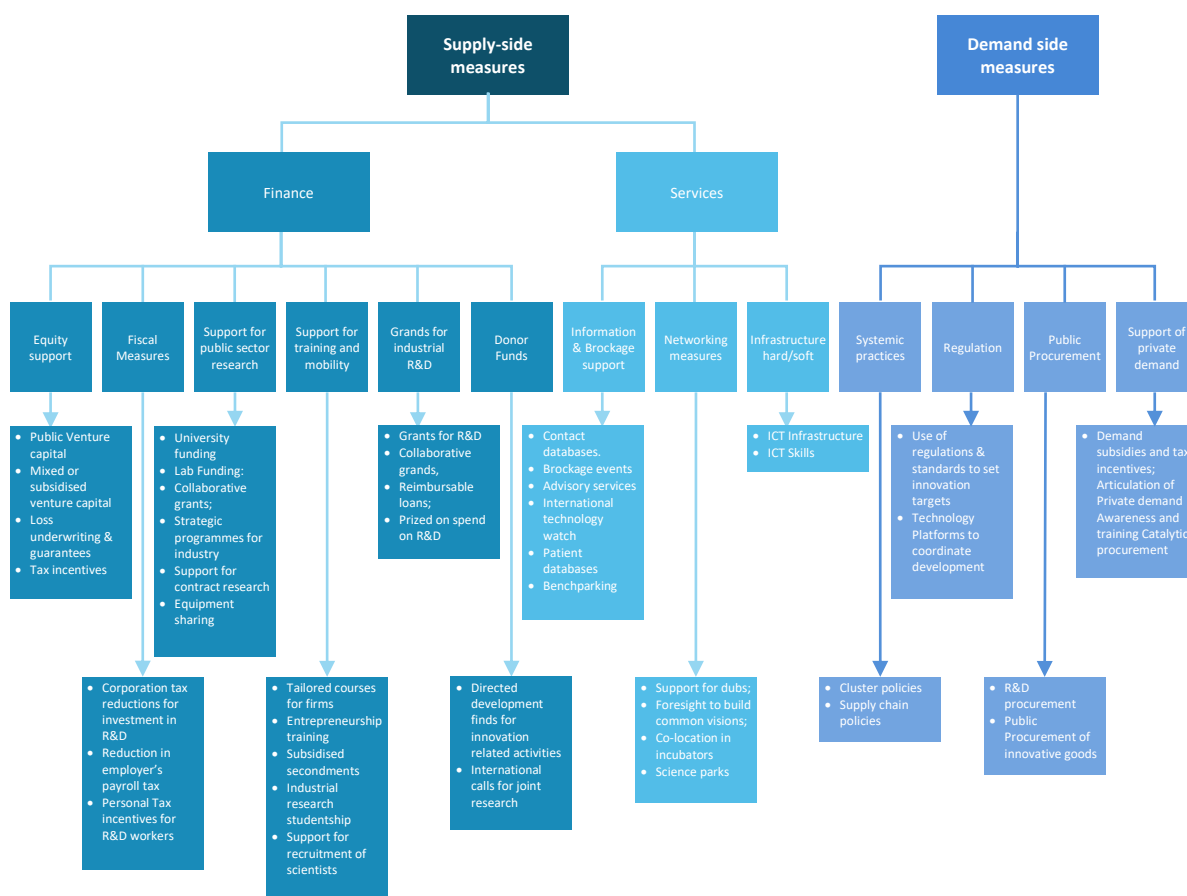 Supply-side
measures
Demand side
measures
Finance
Services
Equity
support
Fiscal
Measures
Support for
public sector
research
Support for
training and
mobility
Grands for
industrial
R&D
Donor
Funds
Information
& Brockage
support
Networking
measures
Infrastructure
hard/soft
Systemic
practices
Regulation
Public
Procurement
Support of
private
demand
• Public Venture
capital
• Mixed or
subsidised
venture capital
• Loss
underwriting &
guarantees
• Tax incentives
• University
funding
• Lab Funding:
• Collaborative
grants;
• Strategic
programmes for
industry
• Support for
contract research
• Equipment
sharing
• Grants for R&D
• Collaborative
grands,
• Reimbursable
loans;
• Prized on spend
on R&D
• Contact
databases.
• Brockage events
• Advisory services
• International
technology
watch
• Patient
databases
• Benchparking
• ICT Infrastructure
• ICT Skills
• Use of
regulations &
standards to set
innovation
targets
• Technology
Platforms to
coordinate
development
• Demand
subsidies and tax
incentives;
Articulation of
Private demand
• Awareness and
training Catalytic
procurement
• Corporation tax
reductions for
investment in
R&D
• Reduction in
employer's
payroll tax
• Personal Tax
incentives for
R&D workers
• Tailored courses
for firms
• Entrepreneurship
training
• Subsidised
secondments
• Industrial
research
studentship
• Support for
recruitment of
scientists
• Directed
development
finds for
innovation
related activities
• International
calls for joint
research
• Support for dubs;
• Foresight to build
common visions;
• Co-location in
incubators
• Science parks
• Cluster policies
• Supply chain
policies
• R&D
procurement
• Public
Procurement of
innovative goods